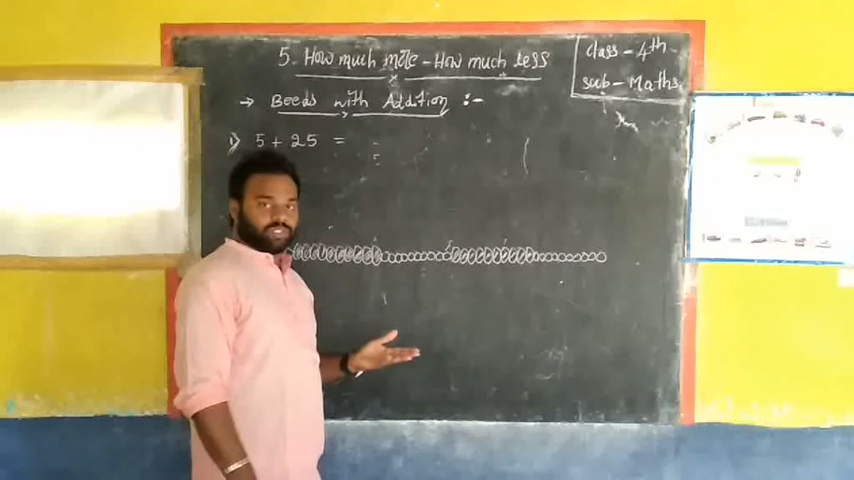 5. How much more - How much less
class - 4th
sub - Maths
→ Beeds with Addition :-
1) 5 + 25 =